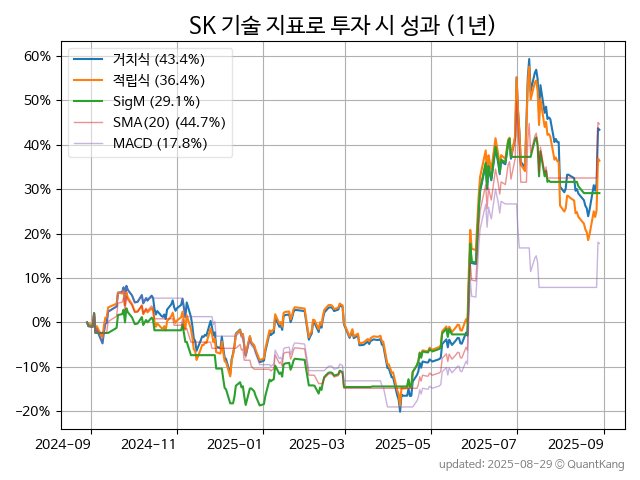 SK 기술 지표로 투자 시 성과 (1년)
60%
50%
40%
30%
20%
10%
0%
−10%
−20%
거치식 (43.4%)
적립식 (36.4%)
SigM (29.1%)
SMA(20) (44.7%)
MACD (17.8%)
2024-09
2024-11
2025-01
2025-03
2025-05
2025-07
2025-09
updated: 2025-08-29 © QuantKang